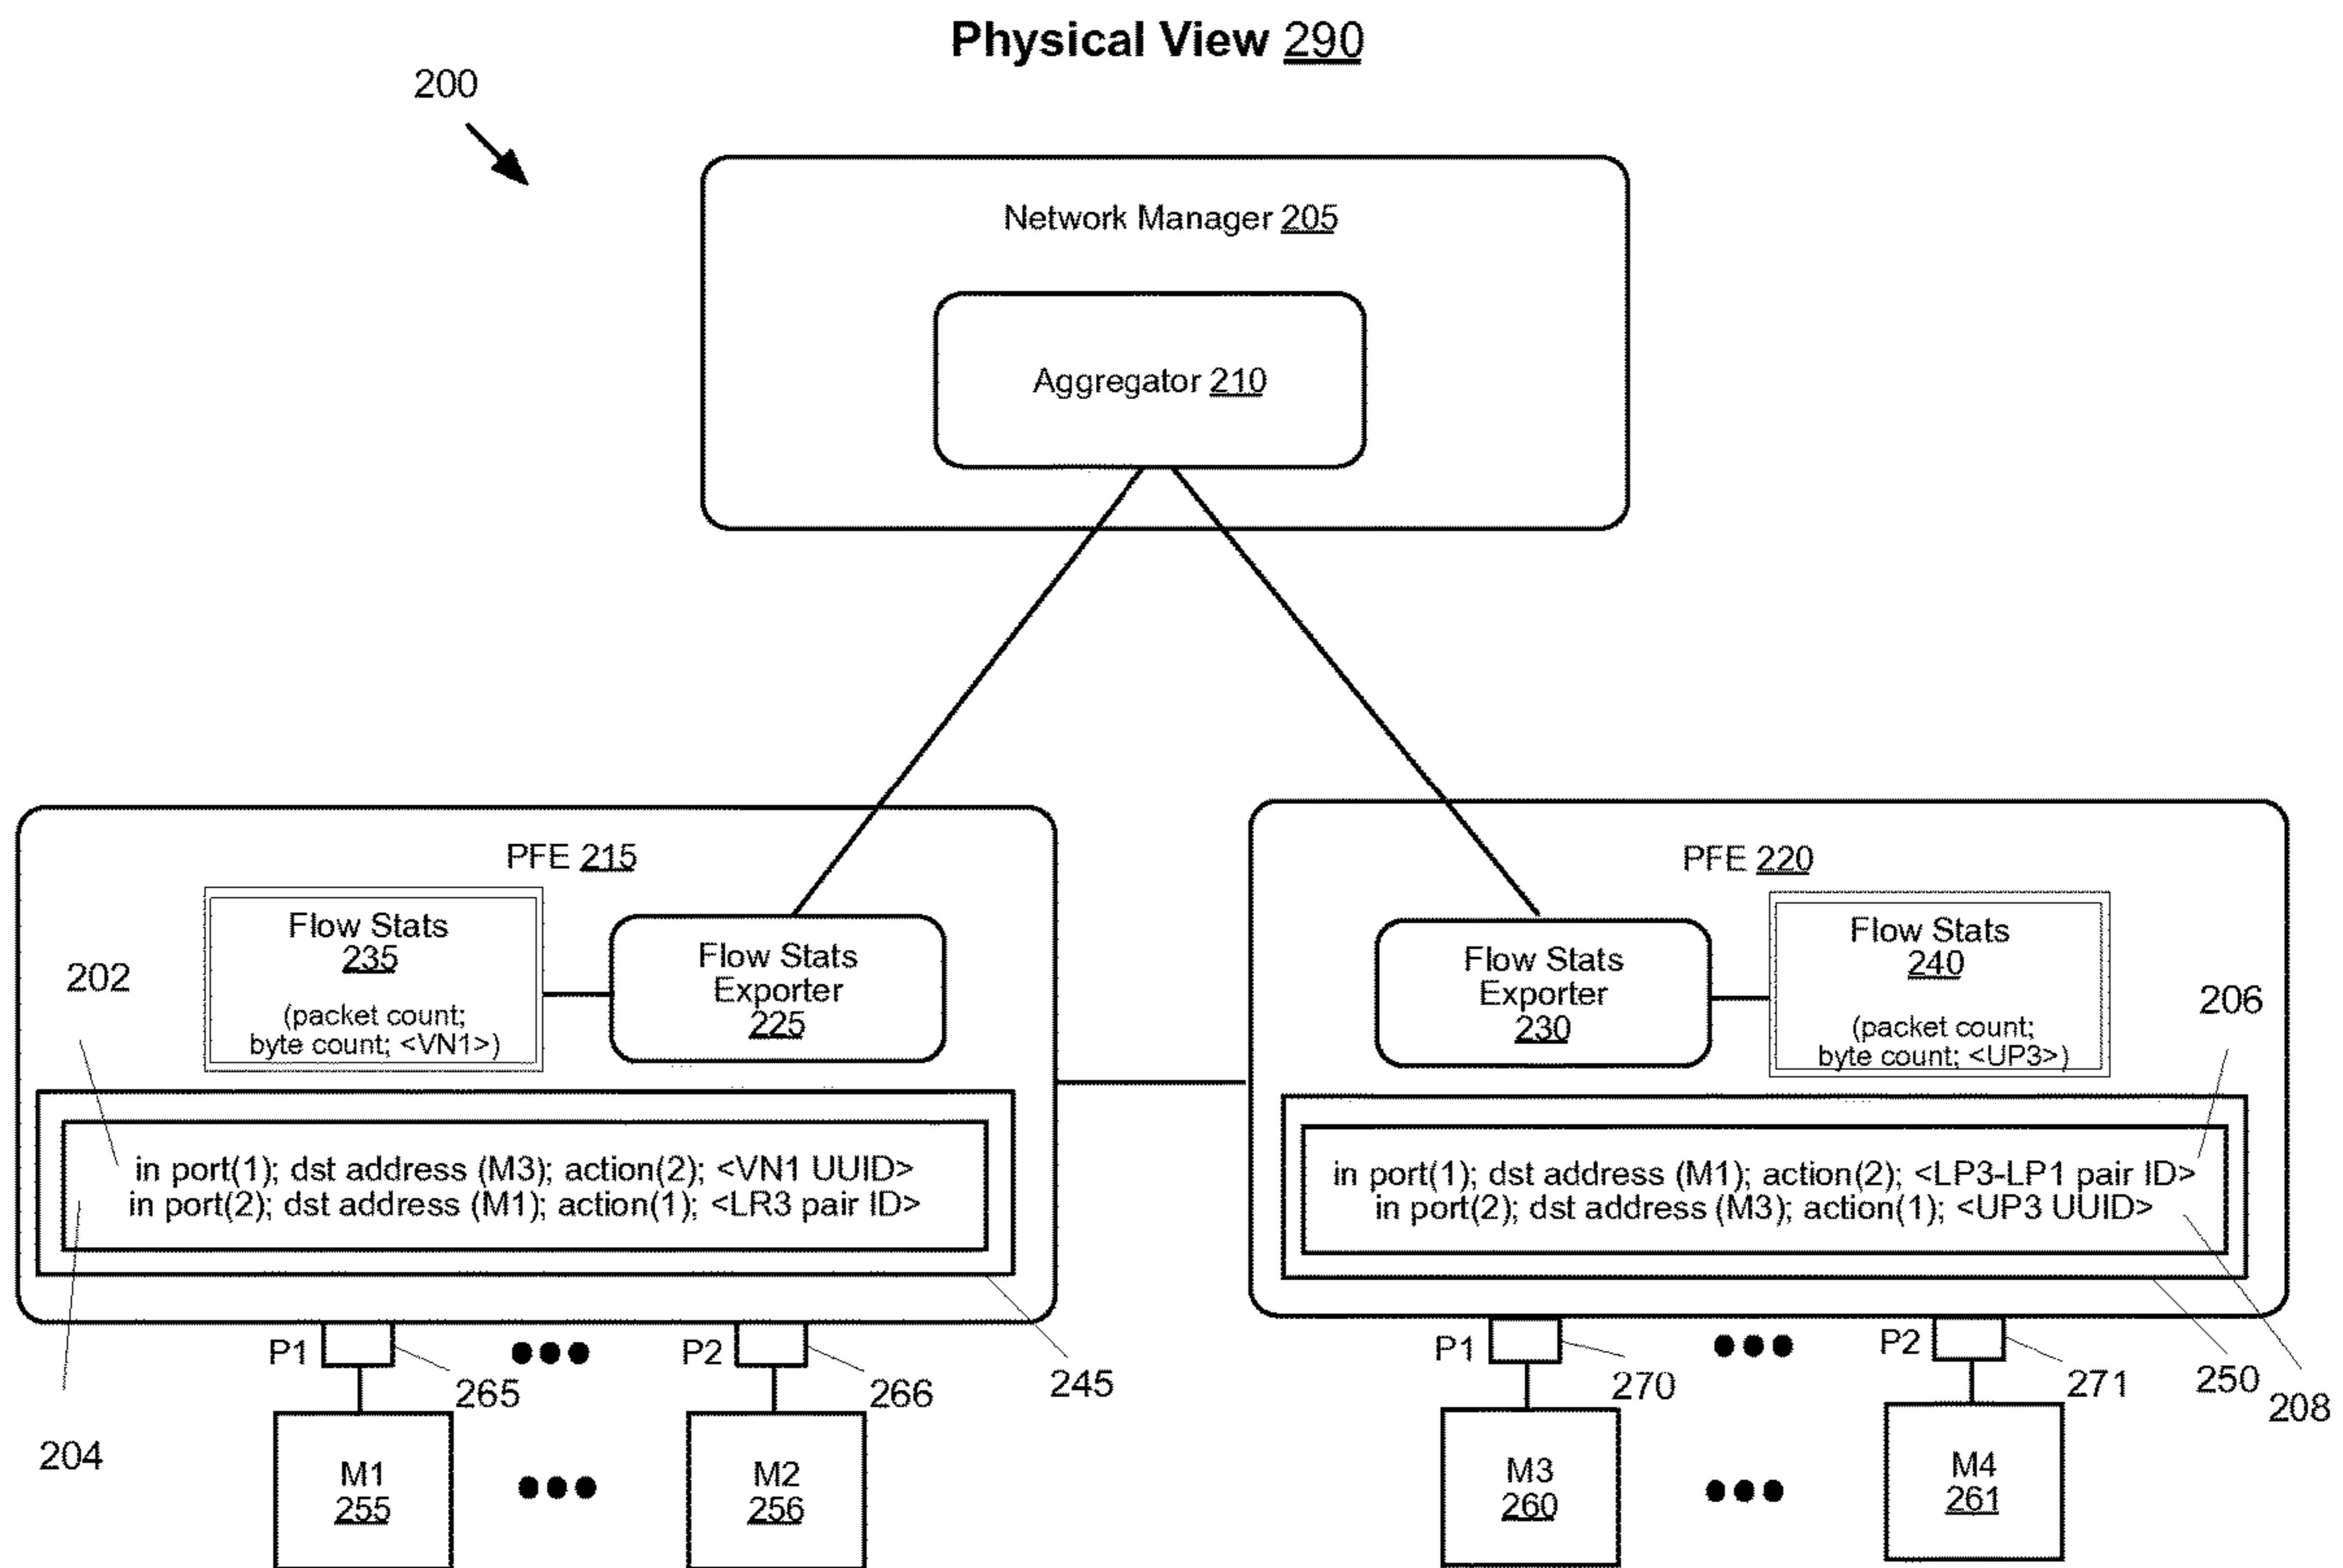 Physical View 290
200
Network Manager 205
Aggregator 210
PFE 215
Flow Stats
235
(packet count;
byte count; <VN1>)
Flow Stats
Exporter
225
202
in port(1); dst address (M3); action(2); <VN1 UUID>
in port(2); dst address (M1); action(1); <LR3 pair ID>
204
P1
265
P2
266
245
M1
255
M2
256
PFE 220
Flow Stats
Exporter
230
Flow Stats
240
(packet count;
byte count; <UP3>)
206
in port(1); dst address (M1); action(2); <LP3-LP1 pair ID>
in port(2); dst address (M3); action(1); <UP3 UUID>
P1
270
P2
271
250
208
M3
260
M4
261